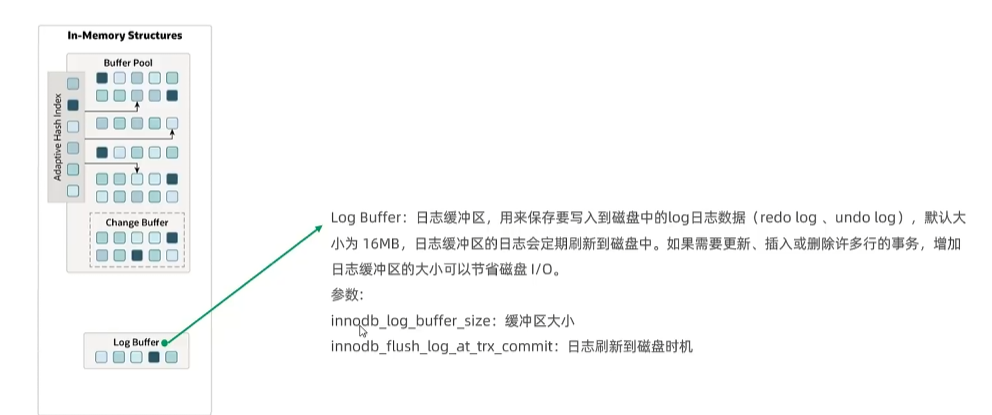 In-Memory Structures
Buffer Pool
Adaptive Hash Index
Change Buffer
Log Buffer
Log Buffer：日志缓冲区，用来保存要写入到磁盘中的log日志数据（redo log 、undo log），默认大
小为 16MB，日志缓冲区的日志会定期刷新到磁盘中。如果需要更新、插入或删除许多行的事务，增加
日志缓冲区的大小可以节省磁盘 I/O。
参数：
innodb_log_buffer_size：缓冲区大小
innodb_flush_log_at_trx_commit：日志刷新到磁盘时机